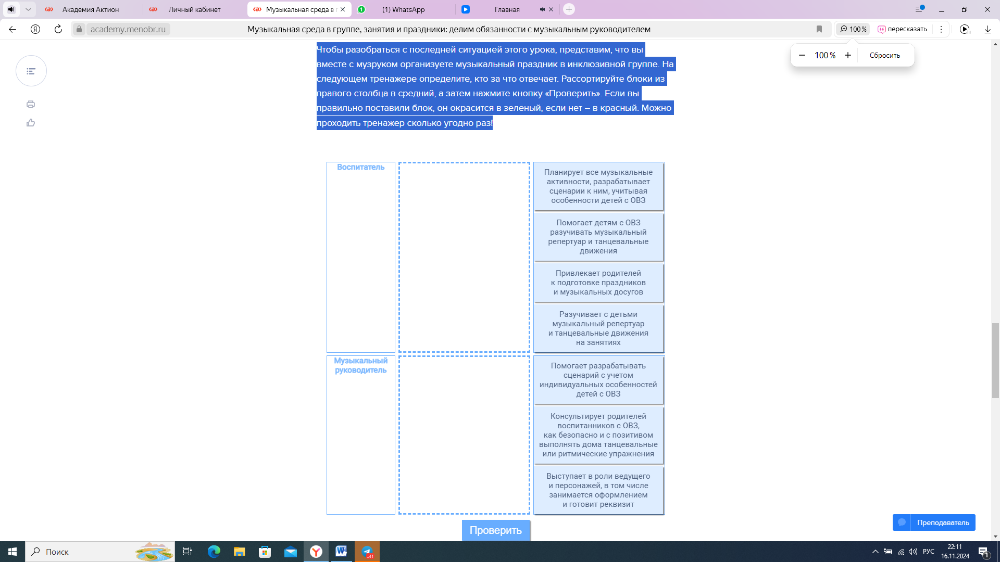 Академия Актион
Личный кабинет
Музыкальная среда в г
(1) WhatsApp
Главная
academy.menobr.ru
Музыкальная среда в группе, занятия и праздники: делим обязанности с музыкальным руководителем
100 %
пересказать
100 %
Сбросить
Чтобы разобраться с последней ситуацией этого урока, представим, что вы
вместе с музруком организуете музыкальный праздник в инклюзивной группе. На
следующем тренажере определите, кто за что отвечает. Рассортируйте блоки из
правого столбца в средний, а затем нажмите кнопку «Проверить». Если вы
правильно поставили блок, он окрасится в зеленый, если нет – в красный. Можно
проходить тренажер сколько угодно раз!
Воспитатель
Планирует все музыкальные
активности, разрабатывает
сценарии к ним, учитывая
особенности детей с ОВЗ
Помогает детям с ОВЗ
разучивать музыкальный
репертуар и танцевальные
движения
Привлекает родителей
к подготовке праздников
и музыкальных досугов
Разучивает с детьми
музыкальный репертуар
и танцевальные движения
на занятиях
Музыкальный
руководитель
Помогает разрабатывать
сценарий с учетом
индивидуальных особенностей
детей с ОВЗ
Консультирует родителей
воспитанников с ОВЗ,
как безопасно и с позитивом
выполнять дома танцевальные
или ритмические упражнения
Выступает в роли ведущего
и персонажей, в том числе
занимается оформлением
и готовит реквизит
Проверить
Преподаватель
Поиск
41
РУС
22:11
16.11.2024
1